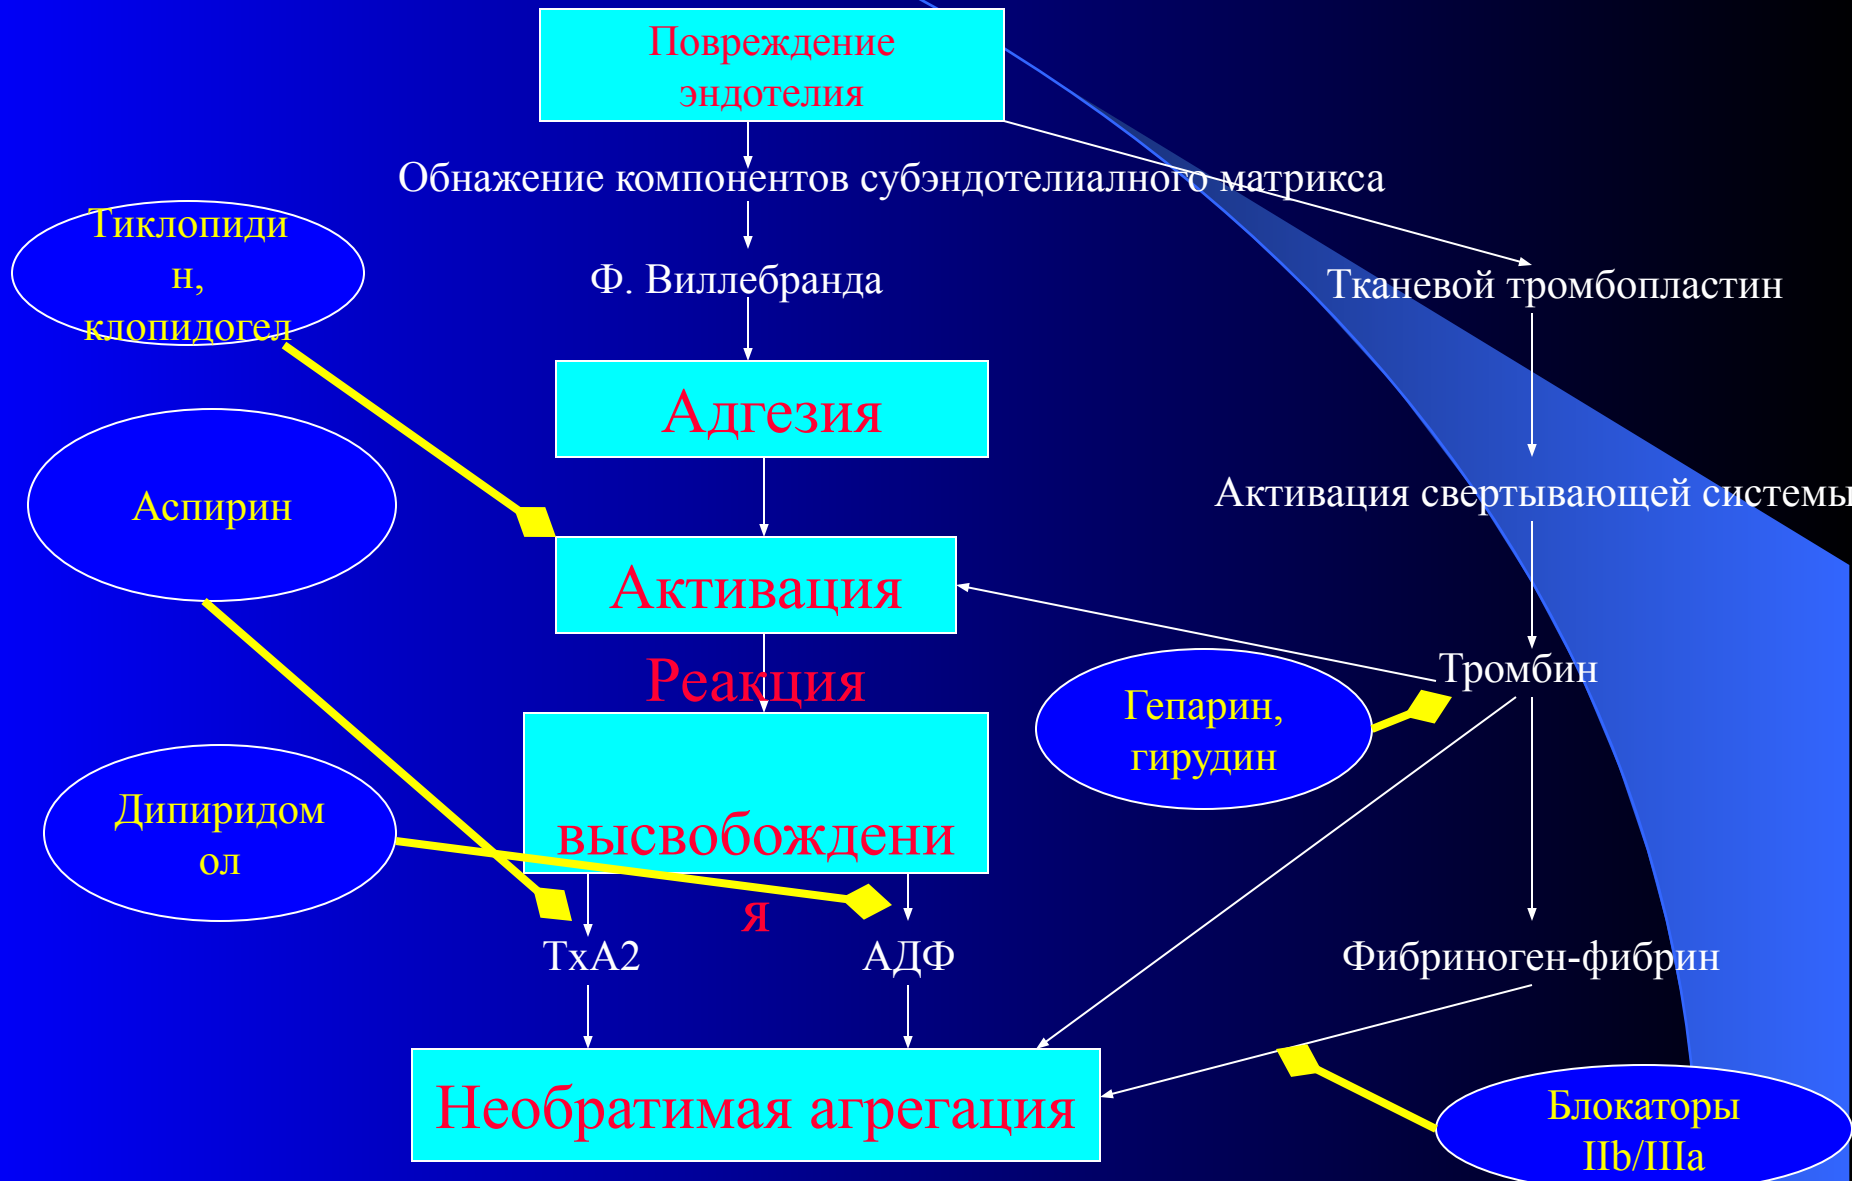 Повреждение
эндотелия
Обнажение компонентов субэндотелиалного матрикса
Тиклопиди
н,
клопидогел
Ф. Виллебранда
Тканевой тромбопластин
Адгезия
Аспирин
Активация свертывающей системы
Активация
Реакция
высвобождени
я
Тромбин
Гепарин,
гирудин
Дипиридом
ол
ТхА2
АДФ
Фибриноген-фибрин
Необратимая агрегация
Блокаторы
IIb/IIIa